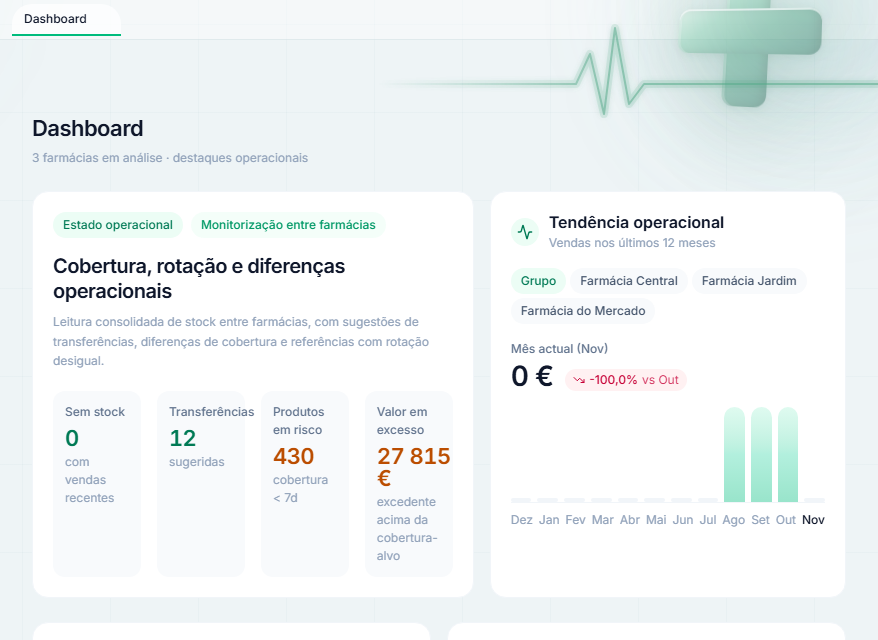 Dashboard
Dashboard
3 farmácias em análise · destaques operacionais
Estado operacional
Monitorização entre farmácias
Cobertura, rotação e diferenças
operacionais
Leitura consolidada de stock entre farmácias, com sugestões de
transferências, diferenças de cobertura e referências com rotação
desigual.
Sem stock
0
com
vendas
recentes
Transferências
12
sugeridas
Produtos
em risco
430
cobertura
< 7d
Valor em
excesso
27 815
€
excedente
acima da
cobertura-
alvo
Tendência operacional
Vendas nos últimos 12 meses
Grupo
Farmácia Central
Farmácia Jardim
Farmácia do Mercado
Mês actual (Nov)
0 €
-100,0% vs Out
Dez Jan Fev Mar Abr Mai Jun Jul Ago Set Out Nov